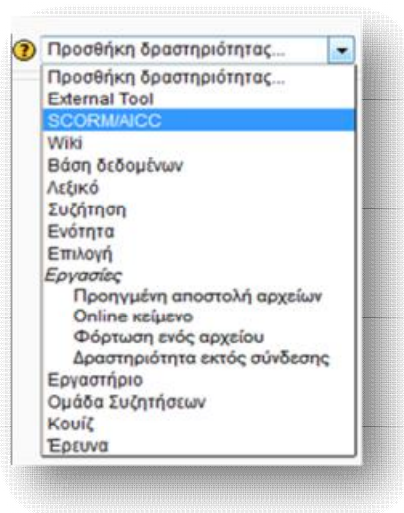 Προσθήκη δραστηριότητας...
Προσθήκη δραστηριότητας...
External Tool
SCORM/AICC
Wiki
Βάση δεδομένων
Λεξικό
Συζήτηση
Ενότητα
Επιλογή
Εργασίες
Προηγμένη αποστολή αρχείων
Online κείμενο
Φόρτωση ενός αρχείου
Δραστηριότητα εκτός σύνδεσης
Εργαστήριο
Ομάδα Συζητήσεων
Κουίζ
Έρευνα